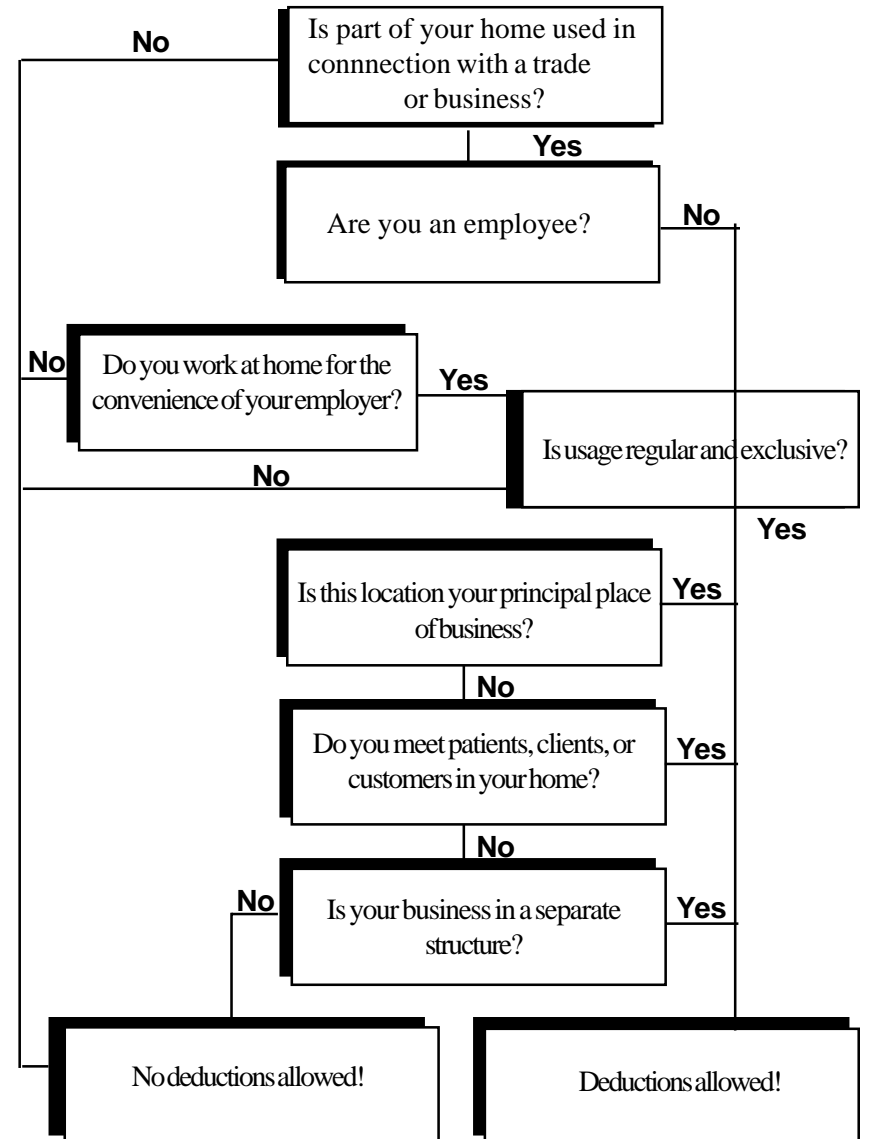 No
Is part of your home used in
connnection with a trade
or business?
Yes
Are you an employee?
No
No
Do you work at home for the
convenience of your employer?
Yes
Is usage regular and exclusive?
No
Yes
Is this location your principal place
of business?
Yes
No
Do you meet patients, clients, or
customers in your home?
Yes
No
No
Is your business in a separate
structure?
Yes
No deductions allowed!
Deductions allowed!